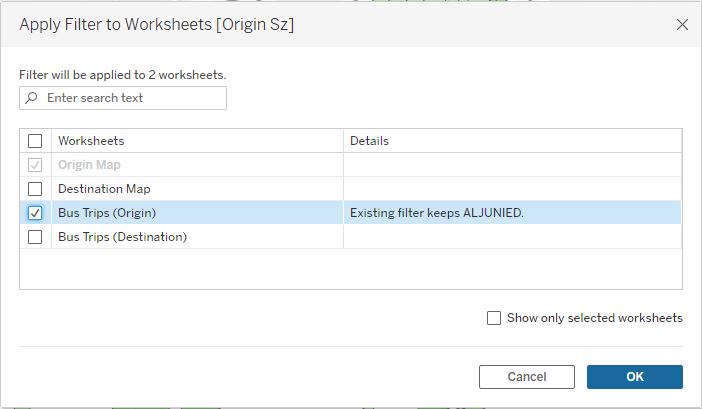 Apply Filter to Worksheets [Origin Sz]
Filter will be applied to 2 worksheets.
Enter search text
Worksheets Details
Origin Map
Destination Map
Bus Trips (Origin) Existing filter keeps ALJUNIED.
Bus Trips (Destination)
Show only selected worksheets
Cancel OK